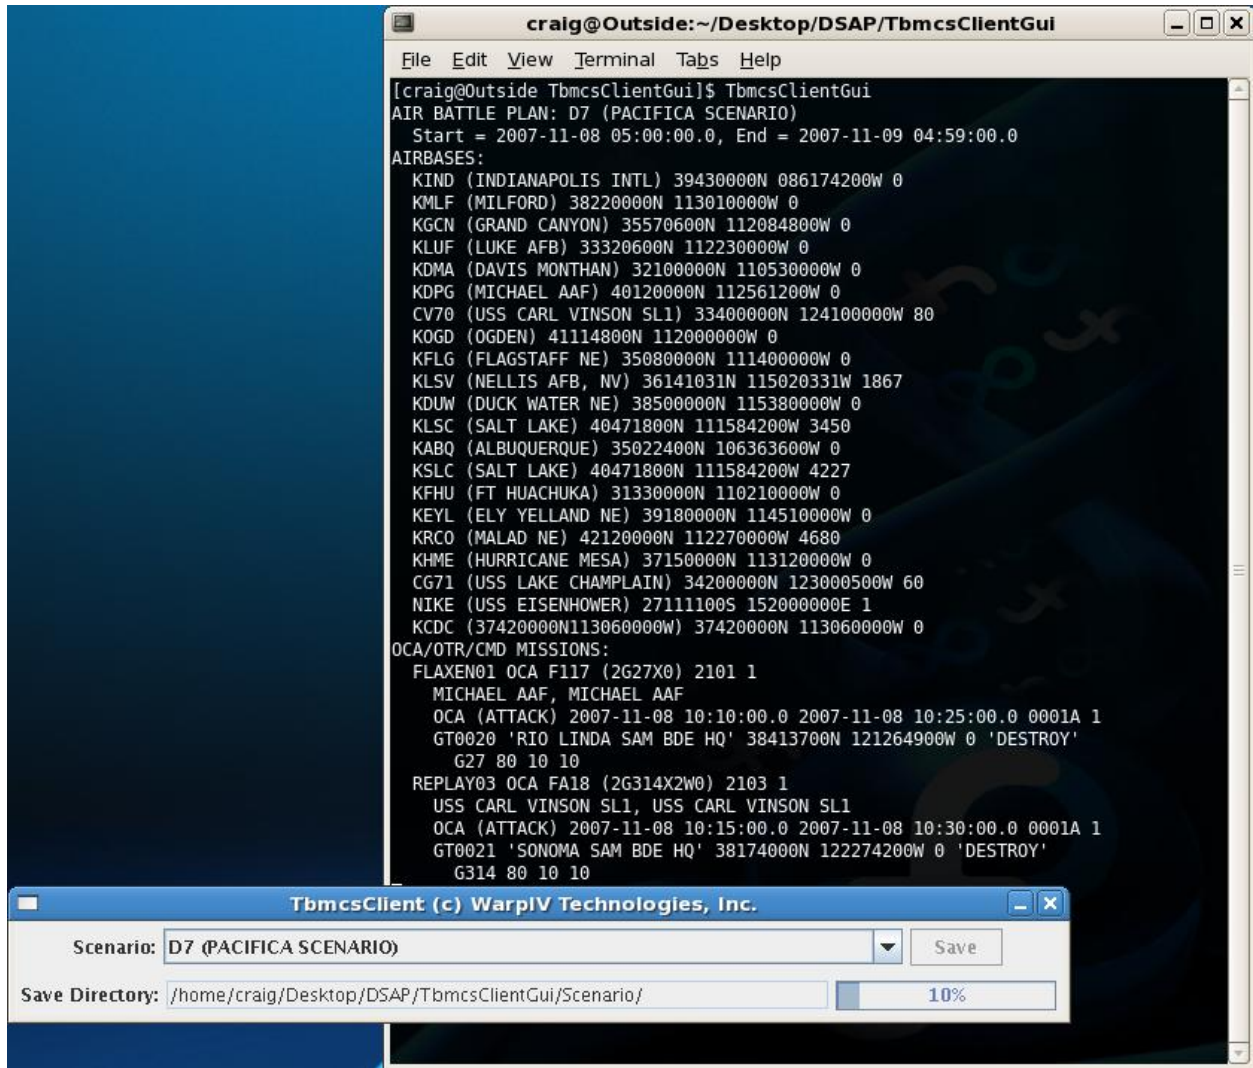 craig@Outside:~/Desktop/DSAP/TbmcsClientGui
File Edit View Terminal Tabs Help
[craig@Outside TbmcsClientGui]$ TbmcsClientGui
AIR BATTLE PLAN: D7 (PACIFICA SCENARIO)
Start = 2007-11-08 05:00:00.0, End = 2007-11-09 04:59:00.0
AIRBASES:
KIND (INDIANAPOLIS INTL) 39430000N 086174200W 0
KMLF (MILFORD) 38220000N 113010000W 0
KGCN (GRAND CANYON) 35570600N 112084800W 0
KLUF (LUKE AFB) 33320600N 112230000W 0
KDMA (DAVIS MONTHAN) 32100000N 110530000W 0
KDPG (MICHAEL AAF) 40120000N 112561200W 0
CV70 (USS CARL VINSON SL1) 33400000N 124100000W 80
KOGD (OGDEN) 41114800N 112000000W 0
KFLG (FLAGSTAFF NE) 35080000N 111400000W 0
KLSV (NELLIS AFB, NV) 36141031N 115020331W 1867
KDUW (DUCK WATER NE) 38500000N 115380000W 0
KLSC (SALT LAKE) 40471800N 111584200W 3450
KABQ (ALBUQUERQUE) 35022400N 106363600W 0
KSLC (SALT LAKE) 40471800N 111584200W 4227
KFHU (FT HUACHUKA) 31330000N 110210000W 0
KEYL (ELY YELLAND NE) 39180000N 114510000W 0
KRCO (MALAD NE) 42120000N 112270000W 4680
KHME (HURRICANE MESA) 37150000N 113120000W 0
CG71 (USS LAKE CHAMPLAIN) 34200000N 123000500W 60
NIKE (USS EISENHOWER) 27111100S 152000000E 1
KCDC (37420000N113060000W) 37420000N 113060000W 0
OCA/OTR/CMD MISSIONS:
FLAXEN01 OCA F117 (2G27X0) 2101 1
MICHAEL AAF, MICHAEL AAF
OCA (ATTACK) 2007-11-08 10:10:00.0 2007-11-08 10:25:00.0 0001A 1
GT0020 'RIO LINDA SAM BDE HQ' 38413700N 121264900W 0 'DESTROY'
G27 80 10 10
REPLAY03 OCA FA18 (2G314X2W0) 2103 1
USS CARL VINSON SL1, USS CARL VINSON SL1
OCA (ATTACK) 2007-11-08 10:15:00.0 2007-11-08 10:30:00.0 0001A 1
GT0021 'SONOMA SAM BDE HQ' 38174000N 122274200W 0 'DESTROY'
G314 80 10 10
TbmcsClient (c) WarpIV Technologies, Inc.
Scenario: D7 (PACIFICA SCENARIO) Save
Save Directory: /home/craig/Desktop/DSAP/TbmcsClientGui/Scenario/ 10%